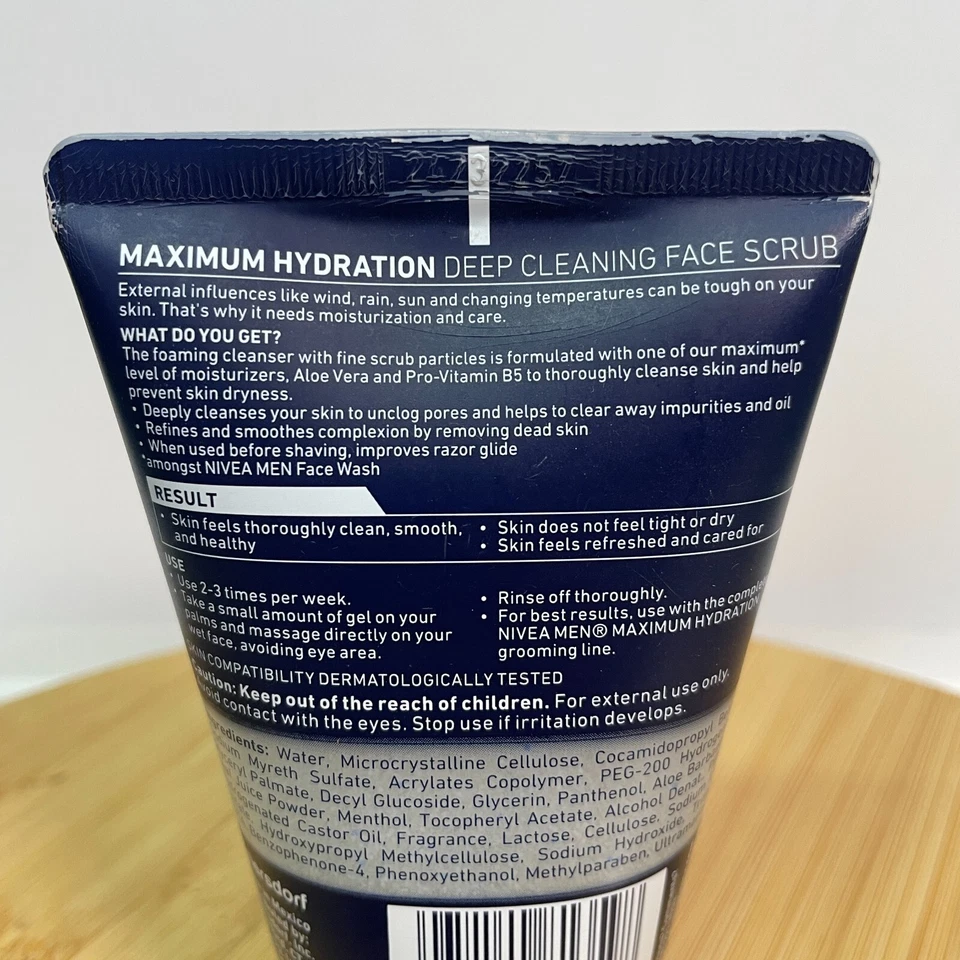 MAXIMUM HYDRATION DEEP CLEANING FACE SCRUB
External influences like wind, rain, sun and changing temperatures can be tough on your
skin. That's why it needs moisturization and care.
WHAT DO YOU GET?
The foaming cleanser with fine scrub particles is formulated with one of our maximum*
level of moisturizers, Aloe Vera and Pro-Vitamin B5 to thoroughly cleanse skin and help
prevent skin dryness.
• Deeply cleanses your skin to unclog pores and helps to clear away impurities and oil
• Refines and smoothes complexion by removing dead skin
• When used before shaving, improves razor glide
*amongst NIVEA MEN Face Wash
RESULT
• Skin feels thoroughly clean, smooth,
and healthy
• Skin does not feel tight or dry
• Skin feels refreshed and cared for
USE
• Use 2-3 times per week.
• Take a small amount of gel on your
palms and massage directly on your
wet face, avoiding eye area.
• Rinse off thoroughly.
• For best results, use with the
NIVEA MEN® MAXIMUM HYDRATION
grooming line.
SKIN COMPATIBILITY DERMATOLOGICALLY TESTED
Caution: Keep out of the reach of children. For external use only.
contact with the eyes. Stop use if irritation develops.
Water, Microcrystalline Cellulose, Cocamidopropyl
Myreth Sulfate, Acrylates Copolymer, PEG-200
Palmate, Decyl Glucoside, Glycerin, Panthenol, Aloe
Juice Powder, Menthol, Tocopheryl Acetate, Alcohol
Castor Oil, Fragrance, Lactose, Cellulose,
Hydroxypropyl Methylcellulose, Sodium Hydroxide,
Benzophenone-4, Phenoxyethanol, Methylparaben,
Mexico
by: